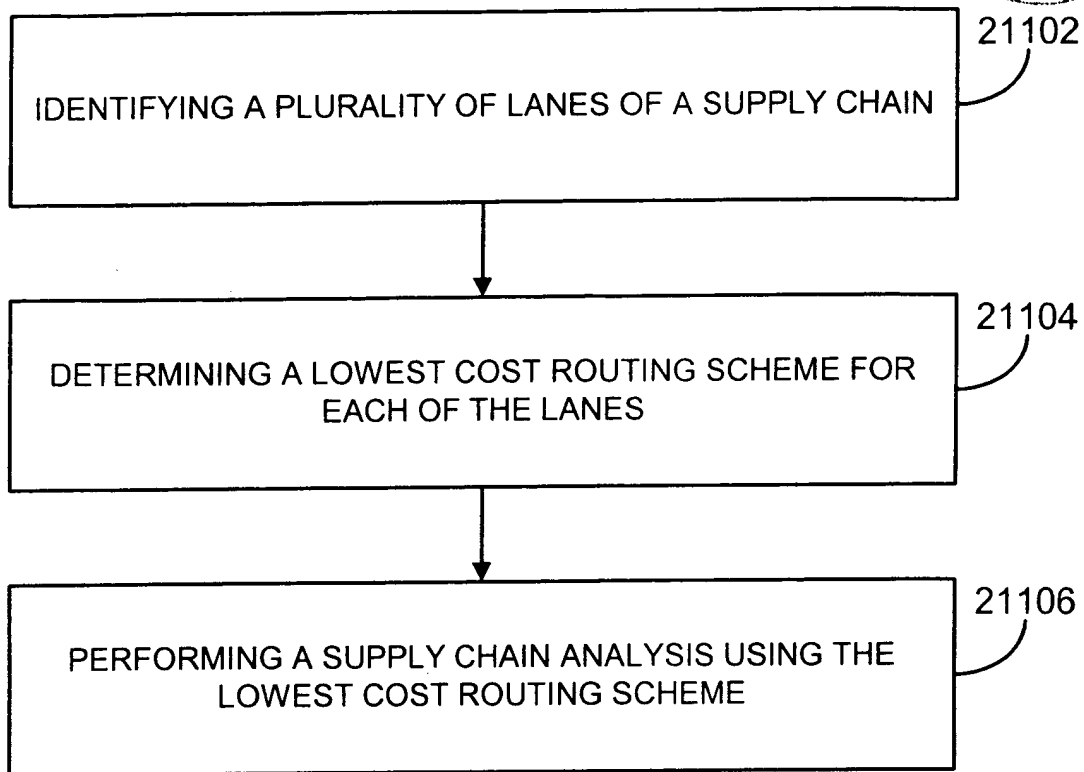 21102
IDENTIFYING A PLURALITY OF LANES OF A SUPPLY CHAIN
21104
DETERMINING A LOWEST COST ROUTING SCHEME FOR
EACH OF THE LANES
21106
PERFORMING A SUPPLY CHAIN ANALYSIS USING THE
LOWEST COST ROUTING SCHEME